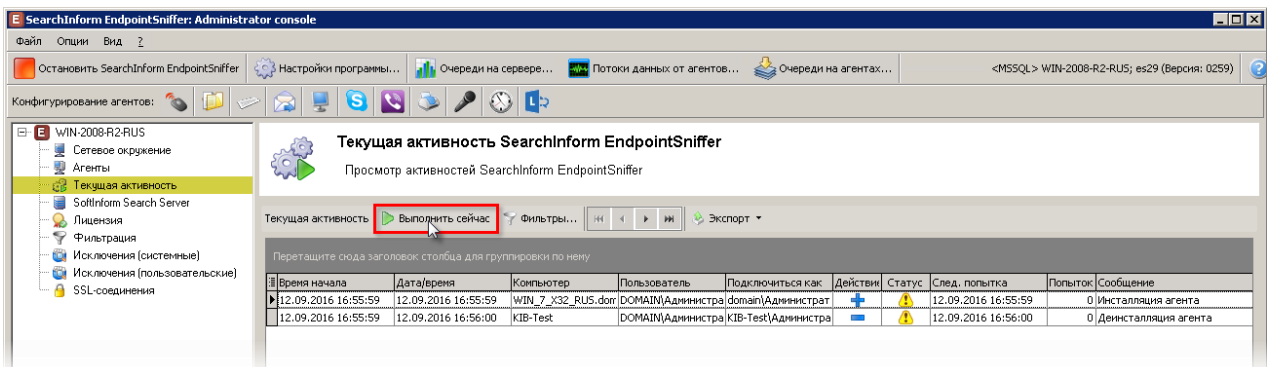 SearchInform EndpointSniffer: Administrator console
Файл Опции Вид ?
Остановить SearchInform EndpointSniffer Настройки программы... Очереди на сервере... Потоки данных от агентов... Очереди на агентах... <MSSQL> WIN-2008-R2-RUS; es29 (Версия: 0259)
Конфигурирование агентов:
WIN-2008-R2-RUS
Сетевое окружение
Агенты
Текущая активность
SoftInform Search Server
Лицензия
Фильтрация
Исключения (системные)
Исключения (пользовательские)
SSL-соединения
Текущая активность SearchInform EndpointSniffer
Просмотр активностей SearchInform EndpointSniffer
Текущая активность Выполнить сейчас Фильтры... Экспорт
Перетащите сюда заголовок столбца для группировки по нему
Время начала Дата/время Компьютер Пользователь Подключиться как Действи Статус След. попытка Попыток Сообщение
12.09.2016 16:55:59 12.09.2016 16:55:59 WIN_7_X32_RUS.dom DOMAIN\Администра domain\Администрат 12.09.2016 16:55:59 0 Инсталляция агента
12.09.2016 16:55:59 12.09.2016 16:56:00 KIB-Test DOMAIN\Администра KIB-Test\Администра 12.09.2016 16:56:00 0 Деинсталляция агента